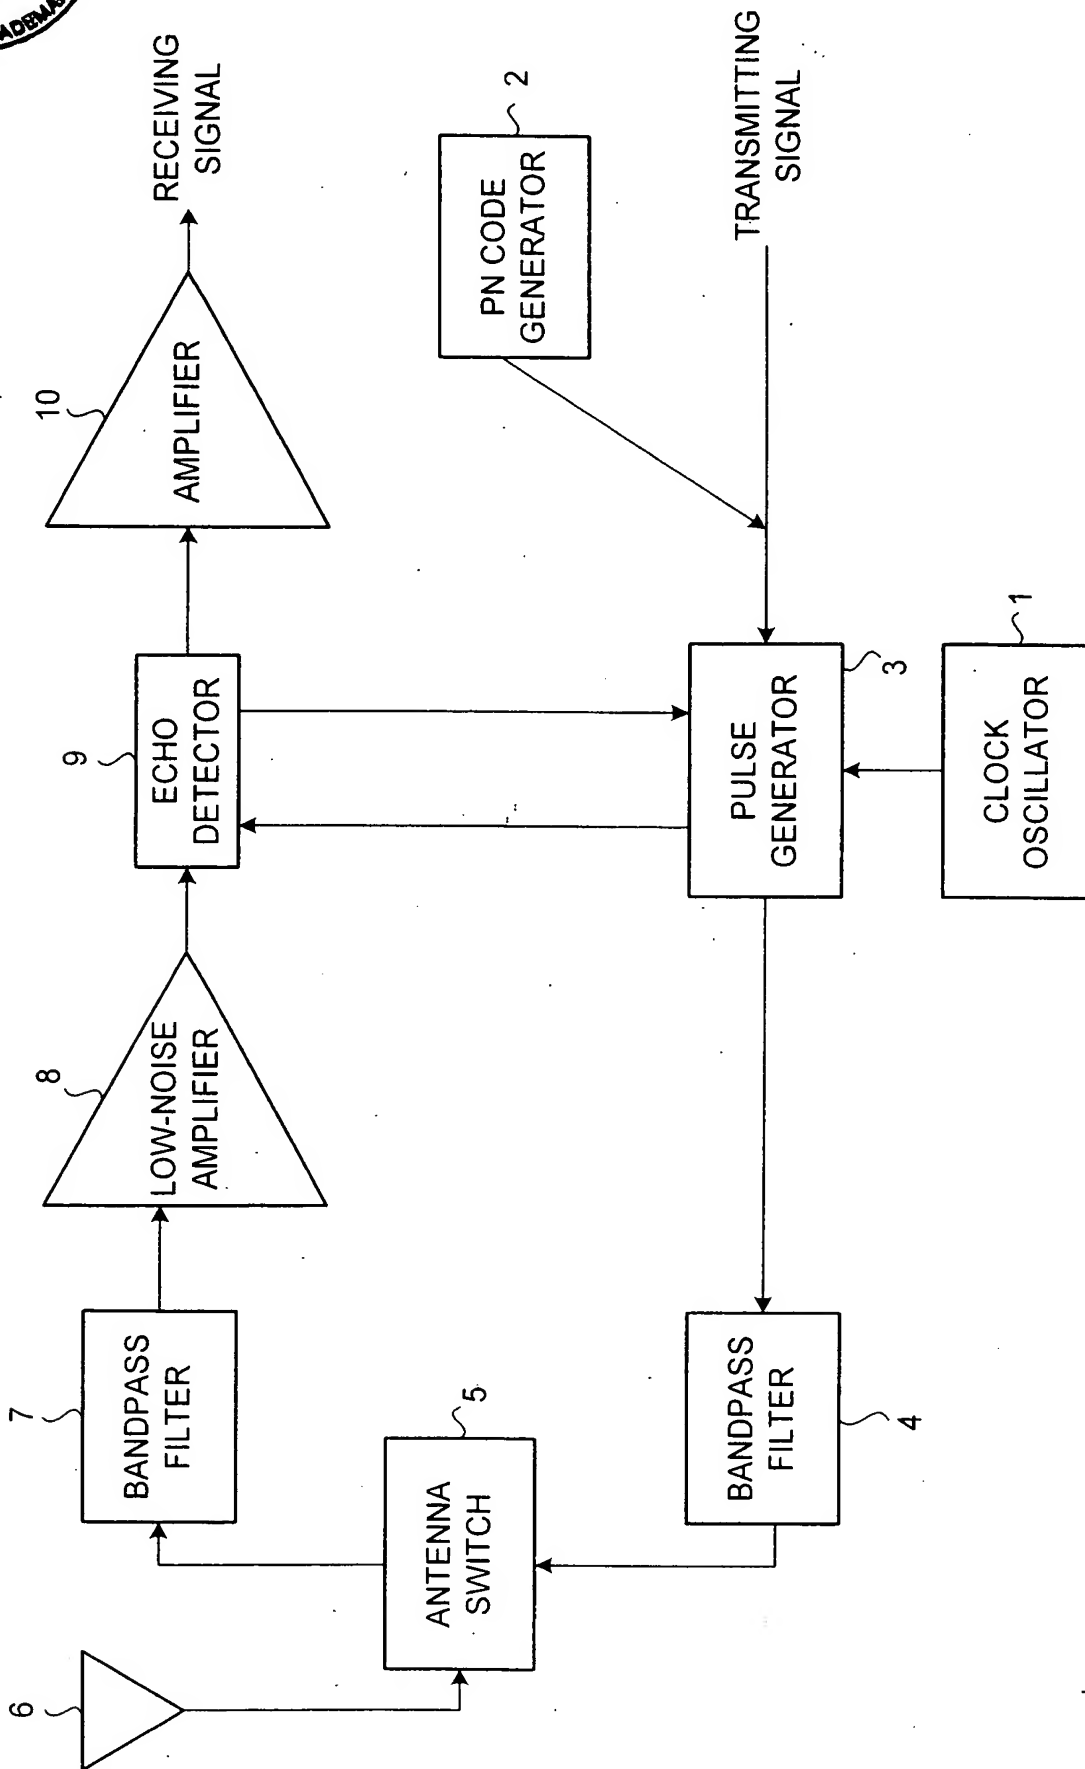 6
7
BANDPASS
FILTER
8
LOW-NOISE
AMPLIFIER
9
ECHO
DETECTOR
10
AMPLIFIER
RECEIVING
SIGNAL
5
ANTENNA
SWITCH
2
PN CODE
GENERATOR
BANDPASS
FILTER
4
PULSE
GENERATOR
3
TRANSMITTING
SIGNAL
CLOCK
OSCILLATOR
1